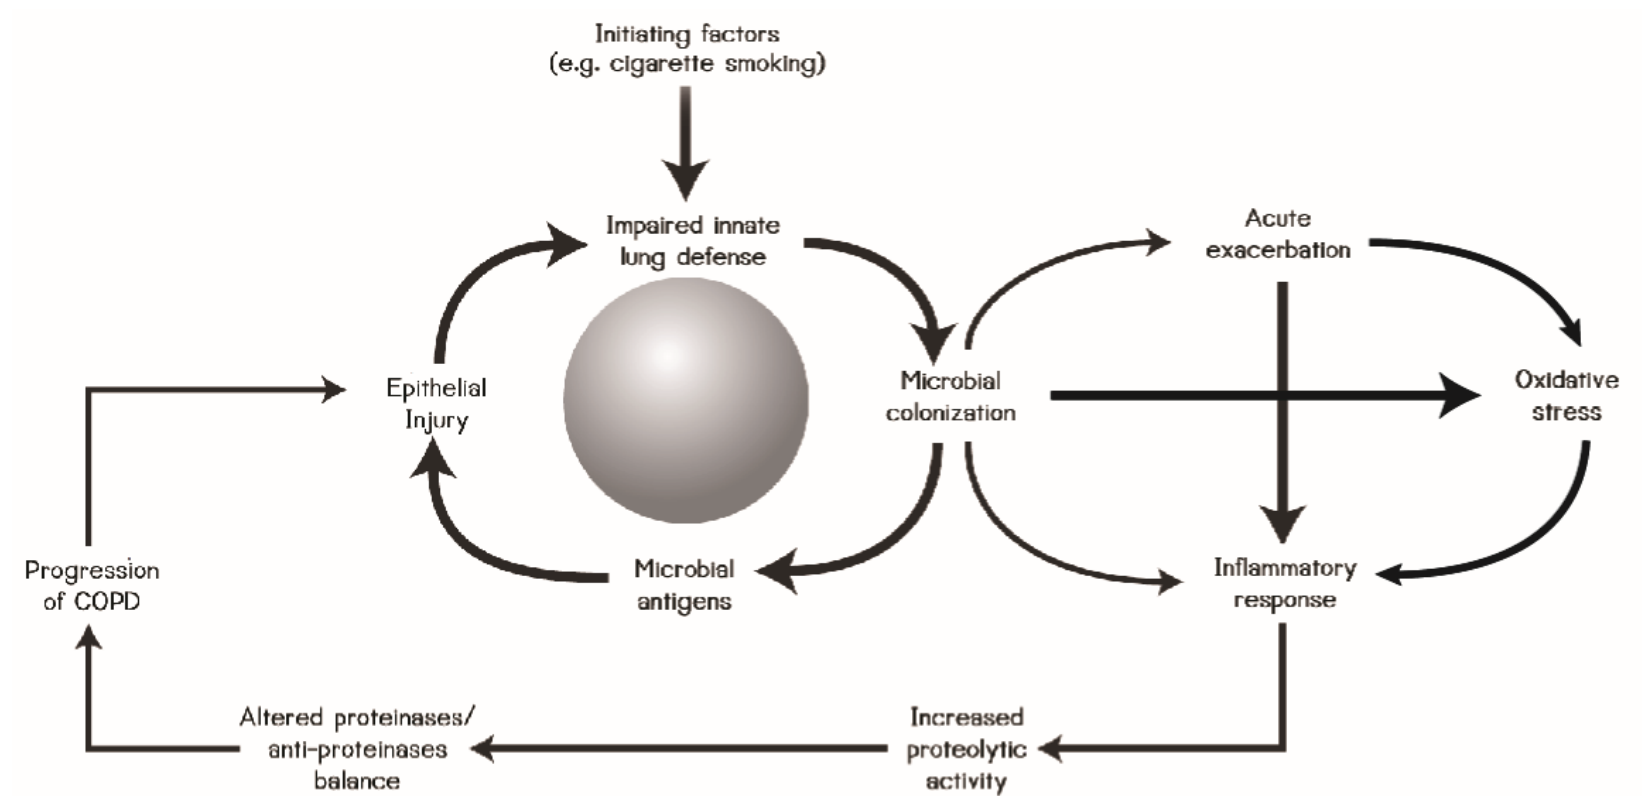 Initiating factors
(e.g. cigarette smoking)
Impaired innate
lung defense
Acute
exacerbation
Epithelial
Injury
Microbial
colonization
Oxidative
stress
Progression
of COPD
Microbial
antigens
Inflammatory
response
Altered proteinases/
anti-proteinases
balance
Increased
proteolytic
activity